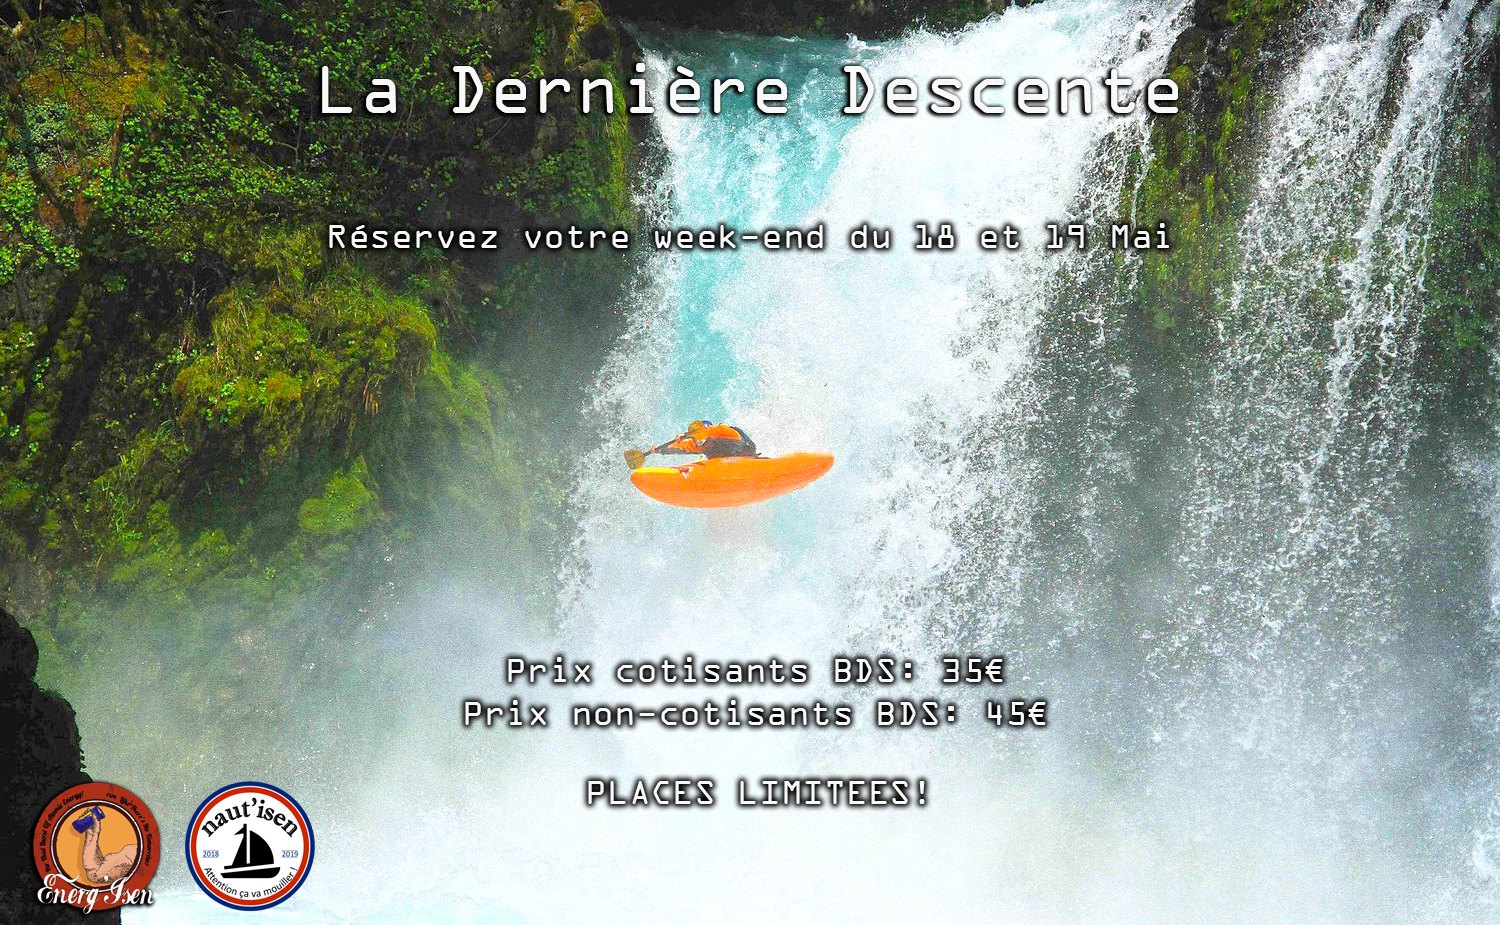 La Dernière Descente
Réservez votre week-end du 18 et 19 Mai
Prix cotisants BDS: 35€
Prix non-cotisants BDS: 45€
PLACES LIMITEES!
Energ'Isen
naut'isen
2018 2019
Attention ça va mouiller !